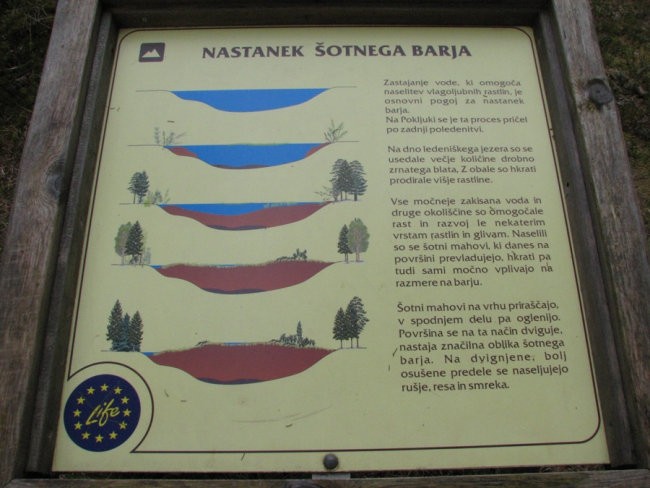 NASTANEK ŠOTNEGA BARJA
Zastajanje vode, ki omogoča
naselitev vlagoljubnih rastlin, je
osnovni pogoj za nastanek
barja.
Na Pokljuki se je ta proces pričel
po zadnji poledenitvi.
Na dno ledeniškega jezera so se
usedale večje količine drobno
zrnatega blata. Z obale so hkrati
prodirale višje rastline.
Vse močneje zakisana voda in
druge okoliščine so omogočale
rast in razvoj le nekaterim
vrstam rastlin in glivam. Naselili
so se šotni mahovi, ki danes na
površini prevladujejo, hkrati pa
tudi sami močno vplivajo na
razmere na barju.
Šotni mahovi na vrhu priraščajo,
v spodnjem delu pa oglenijo.
Površina se na ta način dviguje,
nastaja značilna oblika šotnega
barja. Na dvignjene, bolj
osušene predele se naseljujejo
rušje, resa in smreka.
Life